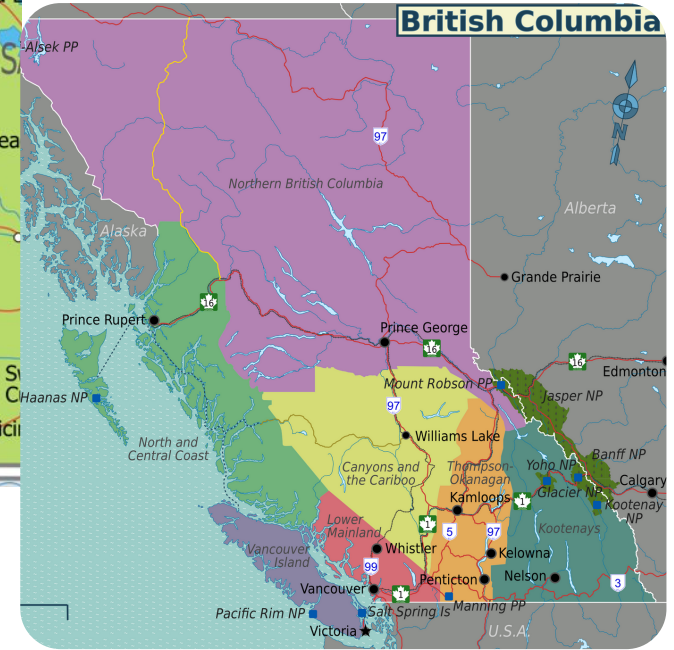 British Columbia
-Alsek PP
97
Northern British Columbia
N
Alberta
Alaska
Grande Prairie
16
Prince Rupert
Prince George
16
16
Edmonton
Mount Robson PP
Jasper NP
Haanas NP
97
Williams Lake
North and
Central Coast
Canyons and
the Cariboo
Thompson-
Okanagan
Yoho NP
Banff NP
Calgary
Glacier NP
Kootenay
NP
Kamloops
1
Lower
Mainland
1
5
97
Kootenays
Vancouver
Island
Whistler
Kelowna
99
Penticton
Nelson
3
Vancouver
1
Manning PP
Pacific Rim NP
Salt Spring Is
Victoria
U.S.A.